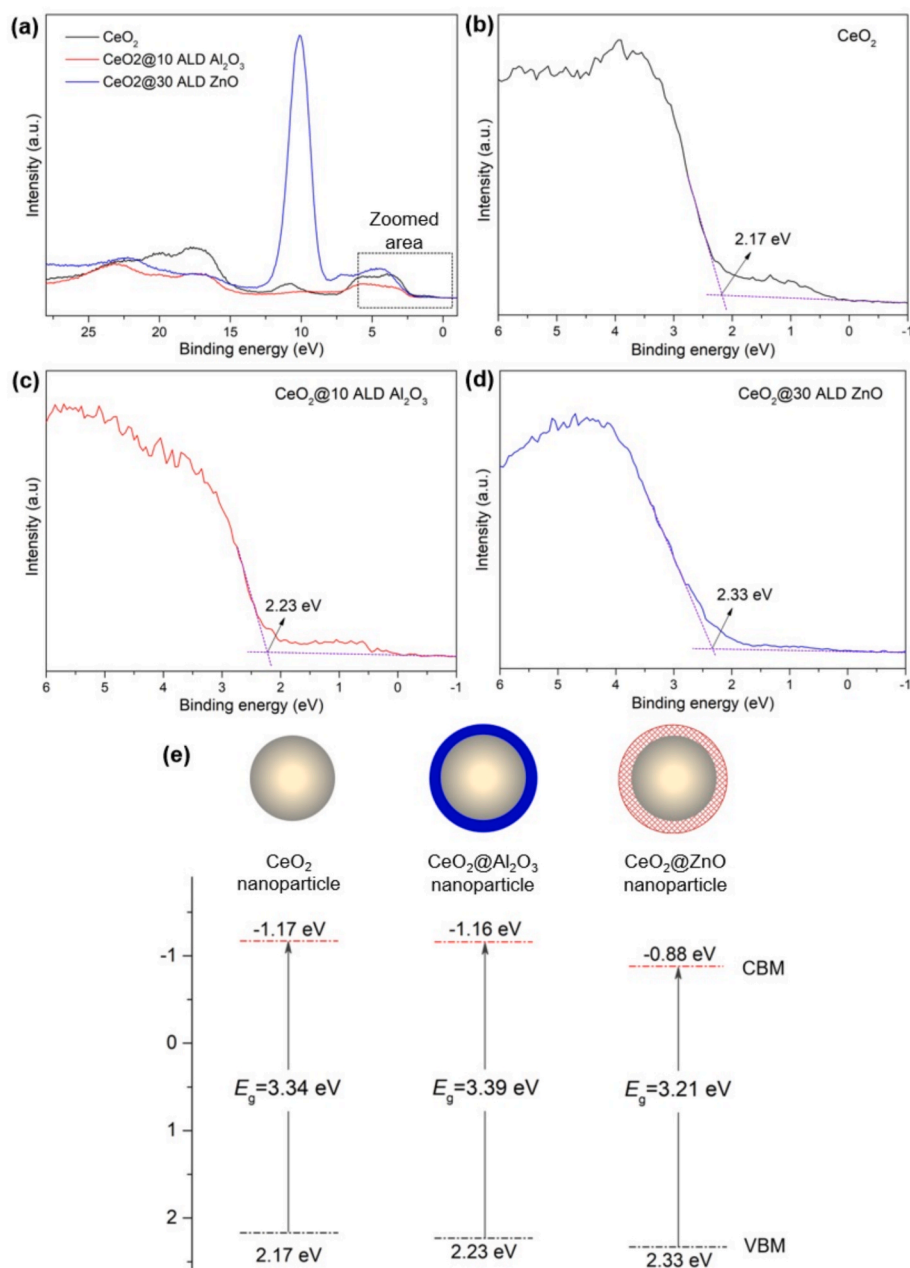 (a)
CeO₂
CeO2@10 ALD Al₂O₃
CeO2@30 ALD ZnO
Zoomed
area
Intensity (a.u.)
25 20 15 10 5 0
Binding energy (eV)
(b)
CeO₂
2.17 eV
Intensity (a.u.)
6 5 4 3 2 1 0 -1
Binding energy (eV)
(c)
CeO₂@10 ALD Al₂O₃
2.23 eV
Intensity (a.u)
6 5 4 3 2 1 0 -1
Binding energy (eV)
(d)
CeO₂@30 ALD ZnO
2.33 eV
Intensity (a.u.)
6 5 4 3 2 1 0 -1
Binding energy (eV)
(e)
CeO₂
nanoparticle
CeO₂@Al₂O₃
nanoparticle
CeO₂@ZnO
nanoparticle
-1.17 eV
-1.16 eV
-0.88 eV
CBM
-1
0
E_g=3.34 eV
E_g=3.39 eV
E_g=3.21 eV
1
2
2.17 eV
2.23 eV
2.33 eV
VBM